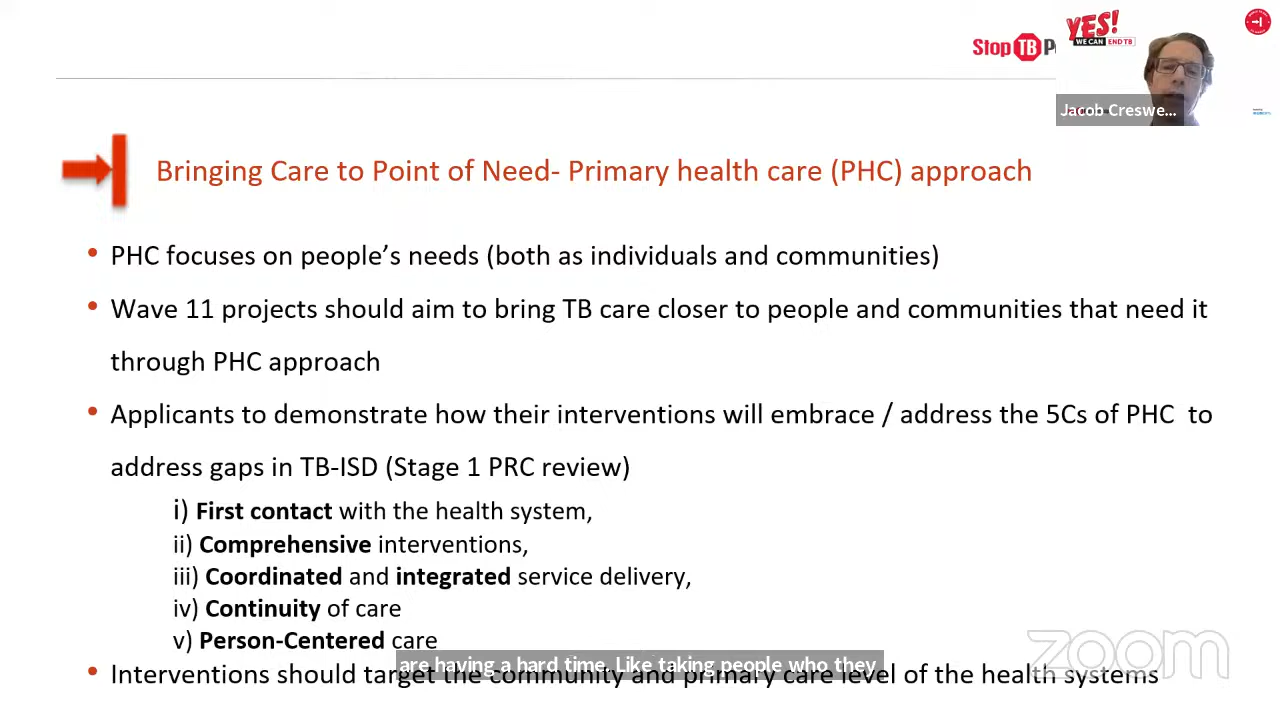 YES!
WE CAN END TB
Stop TB P
Jacob Creswe...
Bringing Care to Point of Need- Primary health care (PHC) approach
• PHC focuses on people’s needs (both as individuals and communities)
• Wave 11 projects should aim to bring TB care closer to people and communities that need it
through PHC approach
• Applicants to demonstrate how their interventions will embrace / address the 5Cs of PHC to
address gaps in TB-ISD (Stage 1 PRC review)
i) First contact with the health system,
ii) Comprehensive interventions,
iii) Coordinated and integrated service delivery,
iv) Continuity of care
v) Person-Centered care
are having a hard time. Like taking people who they
• Interventions should target the community and primary care level of the health systems
zoom